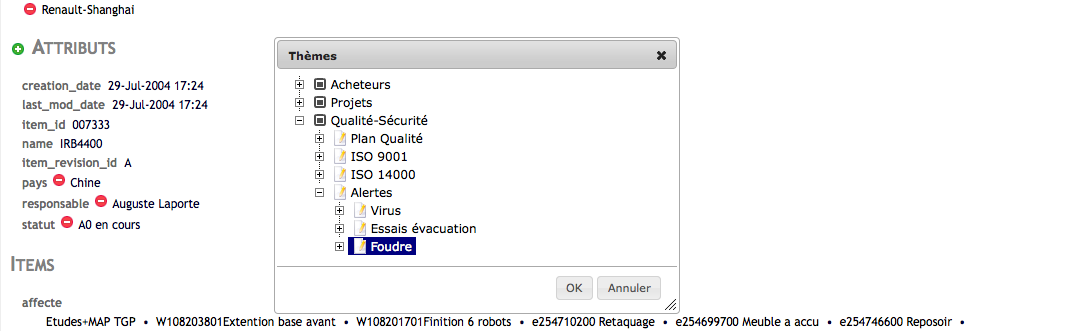 Renault-Shanghai
ATTRIBUTS
creation_date 29-Jul-2004 17:24
last_mod_date 29-Jul-2004 17:24
item_id 007333
name IRB4400
item_revision_id A
pays Chine
responsable Auguste Laporte
statut A0 en cours
Thèmes
Acheteurs
Projets
Qualité-Sécurité
Plan Qualité
ISO 9001
ISO 14000
Alertes
Virus
Essais évacuation
Foudre
OK Annuler
ITEMS
affecte
Etudes+MAP TGP • W108203801Extention base avant • W108201701Finition 6 robots • e254710200 Retaquage • e254699700 Meuble a accu • e254746600 Reposoir •